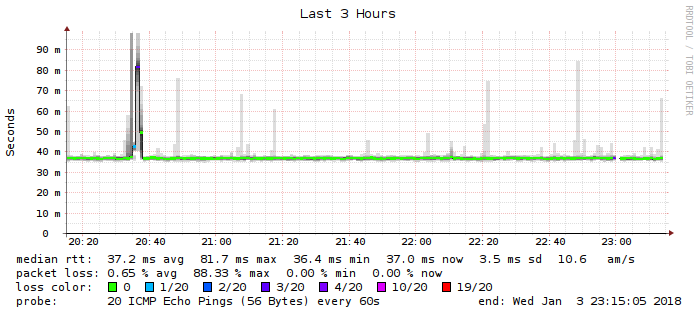 Last 3 Hours
RRDTOOL / TOBI OETIKER
Seconds
90 m
80 m
70 m
60 m
50 m
40 m
30 m
20 m
10 m
0
20:20 20:40 21:00 21:20 21:40 22:00 22:20 22:40 23:00
median rtt: 37.2 ms avg 81.7 ms max 36.4 ms min 37.0 ms now 3.5 ms sd 10.6 am/s
packet loss: 0.65 % avg 88.33 % max 0.00 % min 0.00 % now
loss color: 0 1/20 2/20 3/20 4/20 10/20 19/20
probe: 20 ICMP Echo Pings (56 Bytes) every 60s end: Wed Jan 3 23:15:05 2018